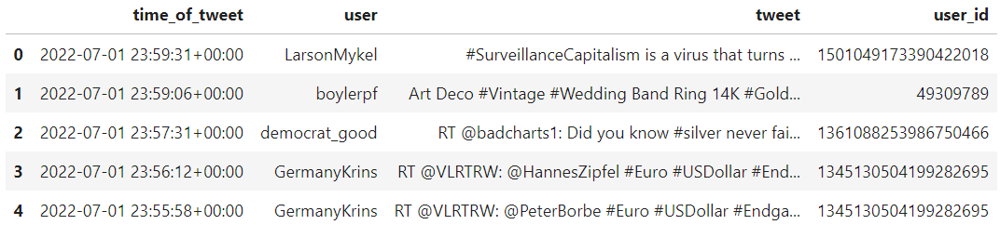 time_of_tweet user tweet user_id
0 2022-07-01 23:59:31+00:00 LarsonMykel #SurveillanceCapitalism is a virus that turns ... 1501049173390422018
1 2022-07-01 23:59:06+00:00 boylerpf Art Deco #Vintage #Wedding Band Ring 14K #Gold... 49309789
2 2022-07-01 23:57:31+00:00 democrat_good RT @badcharts1: Did you know #silver never fai... 1361088253986750466
3 2022-07-01 23:56:12+00:00 GermanyKrins RT @VLRTRW: @HannesZipfel #Euro #USDollar #End... 1345130504199282695
4 2022-07-01 23:55:58+00:00 GermanyKrins RT @VLRTRW: @PeterBorbe #Euro #USDollar #Endga... 1345130504199282695